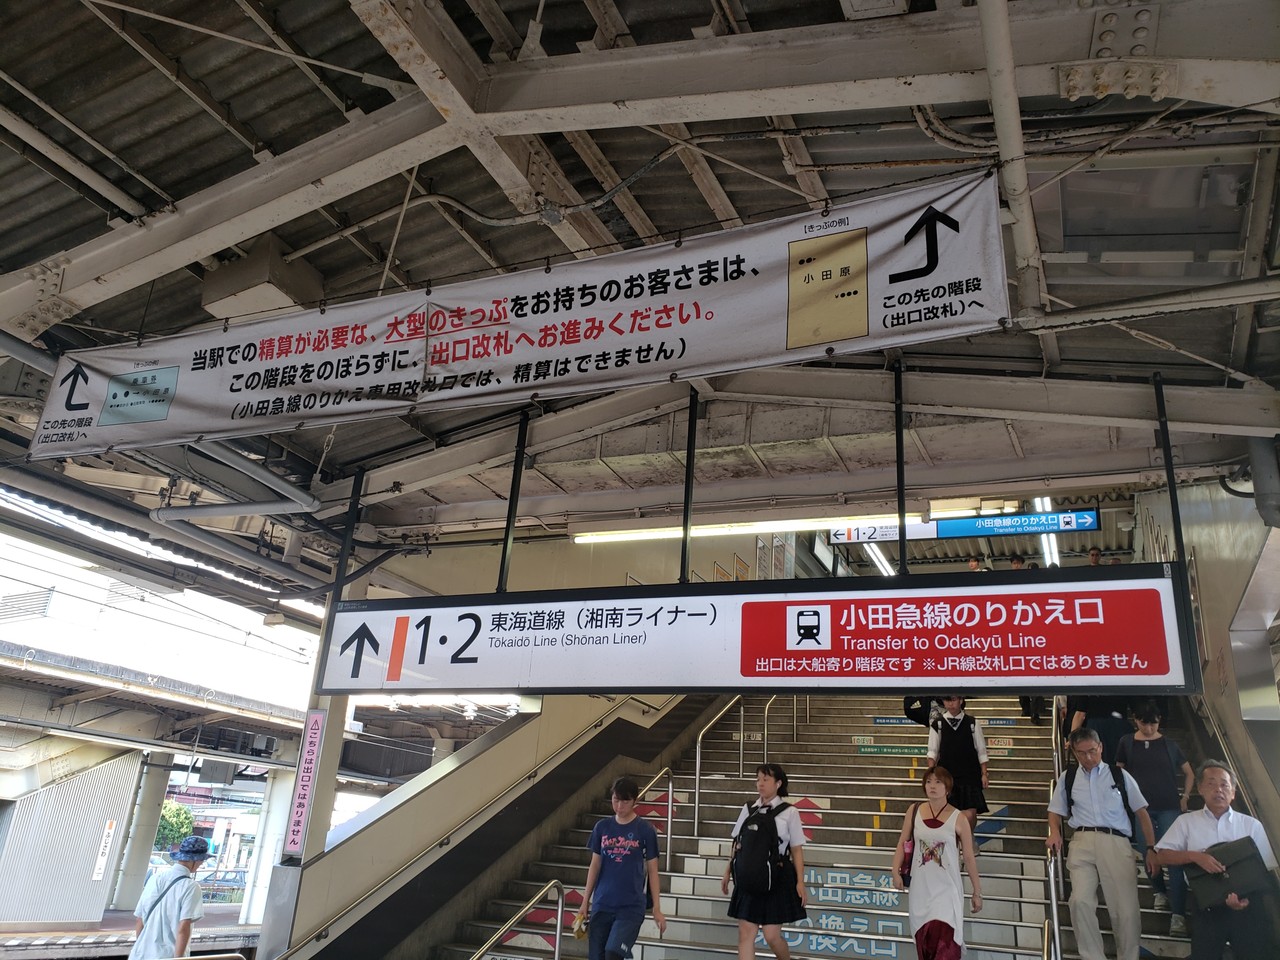 【きっぷの例】
小田原
この先の階段
（出口改札）へ
当駅での精算が必要な、大型のきっぷをお持ちのお客さまは、
この階段をのぼらずに、出口改札へお進みください。
（小田急線のりかえ専用改札口では、精算はできません）
この先の階段
（出口改札）へ
1・2
小田急線のりかえ口
Transfer to Odakyū Line
1・2 東海道線（湘南ライナー）
Tōkaidō Line (Shōnan Liner)
小田急線のりかえ口
Transfer to Odakyū Line
出口は大船寄り階段です ※JR線改札口ではありません
こちらは出口ではありません
ふじさわ
小田急線
乗り換え口